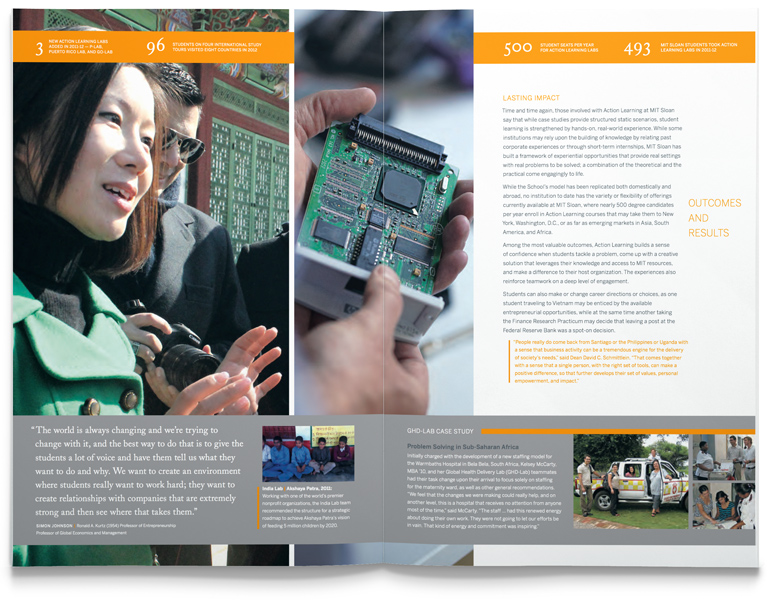 3 NEW ACTION LEARNING LABS
ADDED IN 2011-12 — P-LAB,
PUERTO RICO LAB, AND GO-LAB
96 STUDENTS ON FOUR INTERNATIONAL STUDY
TOURS VISITED EIGHT COUNTRIES IN 2012
500 STUDENT SEATS PER YEAR
FOR ACTION LEARNING LABS
493 MIT SLOAN STUDENTS TOOK ACTION
LEARNING LABS IN 2011-12
LASTING IMPACT
Time and time again, those involved with Action Learning at MIT Sloan
say that while case studies provide structured static scenarios, student
learning is strengthened by hands-on, real-world experience. While some
institutions may rely upon the building of knowledge by relating past
corporate experiences or through short-term internships, MIT Sloan has
built a framework of experiential opportunities that provide real settings
with real problems to be solved; a combination of the theoretical and the
practical come engagingly to life.
While the School's model has been replicated both domestically and
abroad, no institution to date has the variety or flexibility of offerings
currently available at MIT Sloan, where nearly 500 degree candidates
per year enroll in Action Learning courses that may take them to New
York, Washington, D.C., or as far as emerging markets in Asia, South
America, and Africa.
Among the most valuable outcomes, Action Learning builds a sense
of confidence when students tackle a problem, come up with a creative
solution that leverages their knowledge and access to MIT resources,
and make a difference to their host organization. The experiences also
reinforce teamwork on a deep level of engagement.
Students can also make or change career directions or choices, as one
student traveling to Vietnam may be enticed by the available
entrepreneurial opportunities, while at the same time another taking
the Finance Research Practicum may decide that leaving a post at the
Federal Reserve Bank was a spot-on decision.
"People really do come back from Santiago or the Philippines or Uganda with
a sense that business activity can be a tremendous engine for the delivery
of society's needs," said Dean David C. Schmittlein. "That comes together
with a sense that a single person, with the right set of tools, can make a
positive difference, so that further develops their set of values, personal
empowerment, and impact."
OUTCOMES
AND
RESULTS
"The world is always changing and we're trying to
change with it, and the best way to do that is to give the
students a lot of voice and have them tell us what they
want to do and why. We want to create an environment
where students really want to work hard; they want to
create relationships with companies that are extremely
strong and then see where that takes them."
SIMON JOHNSON Ronald A. Kurtz (1954) Professor of Entrepreneurship
Professor of Global Economics and Management
India Lab Akshaya Patra, 2011:
Working with one of the world's premier
nonprofit organizations, the India Lab team
recommended the structure for a strategic
roadmap to achieve Akshaya Patra's vision
of feeding 5 million children by 2020.
GHD-LAB CASE STUDY
Problem Solving in Sub-Saharan Africa
Initially charged with the development of a new staffing model for
the Warmbaths Hospital in Bela Bela, South Africa, Kelsey McCarty,
MBA '10, and her Global Health Delivery Lab (GHD-Lab) teammates
had their task change upon their arrival to focus solely on staffing
for the maternity ward, as well as other general recommendations.
"We feel that the changes we were making could really help, and on
another level, this is a hospital that receives no attention from anyone
most of the time," said McCarty. "The staff ... had this renewed energy
about doing their own work. They were not going to let our efforts be
in vain. That kind of energy and commitment was inspiring."